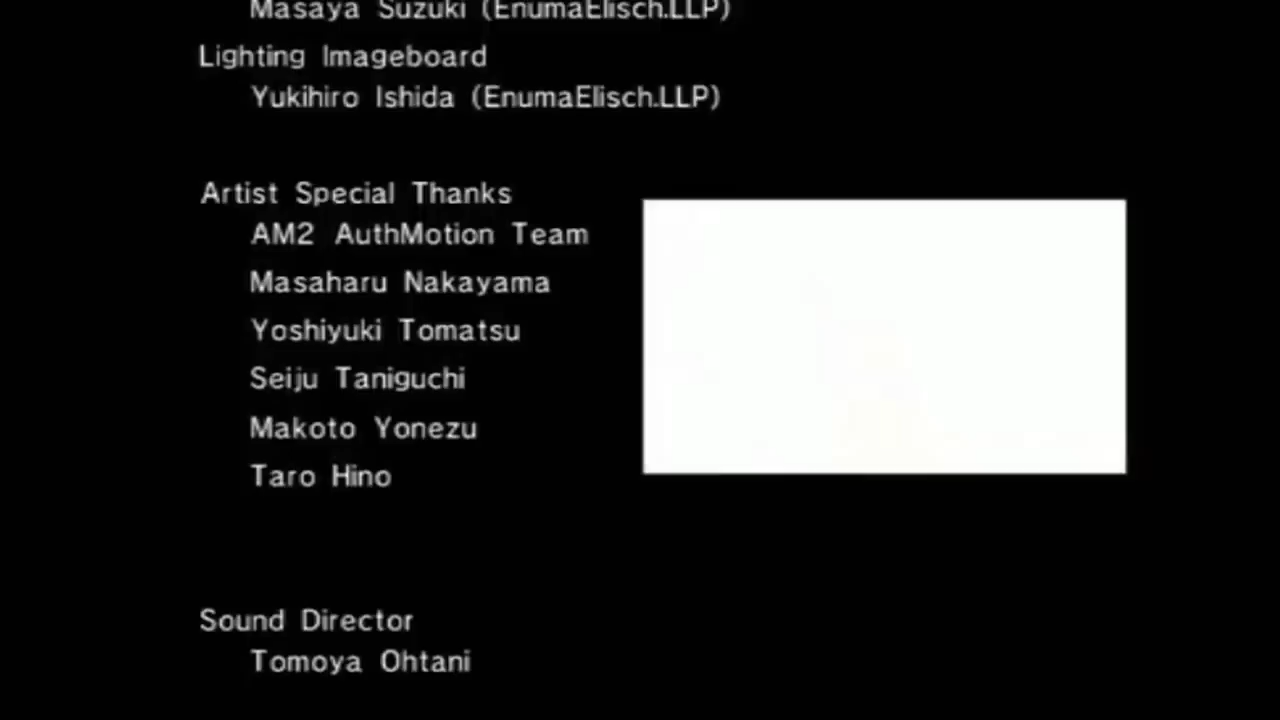 Masaya Suzuki (EnumaElisch.LLP)
Lighting Imageboard
Yukihiro Ishida (EnumaElisch.LLP)
Artist Special Thanks
AM2 AuthMotion Team
Masaharu Nakayama
Yoshiyuki Tomatsu
Seiju Taniguchi
Makoto Yonezu
Taro Hino
Sound Director
Tomoya Ohtani